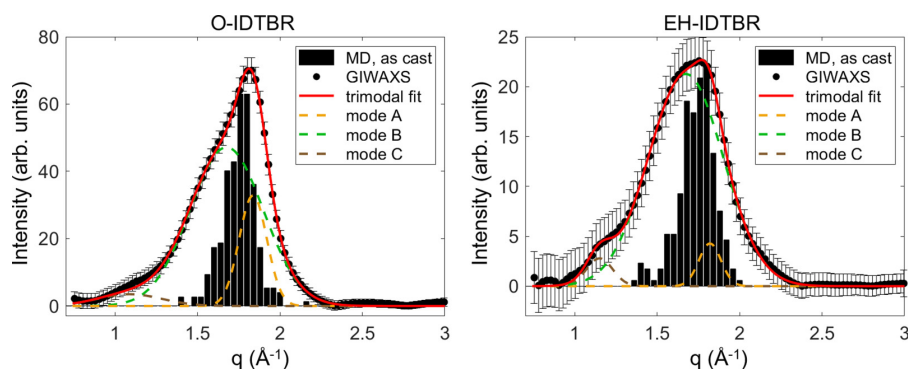 O-IDTBR
Intensity (arb. units)
80
60
40
20
0
1
1.5
2
2.5
3
q (Å⁻¹)
MD, as cast
GIWAXS
trimodal fit
mode A
mode B
mode C
EH-IDTBR
Intensity (arb. units)
25
20
15
10
5
0
1
1.5
2
2.5
3
q (Å⁻¹)
MD, as cast
GIWAXS
trimodal fit
mode A
mode B
mode C